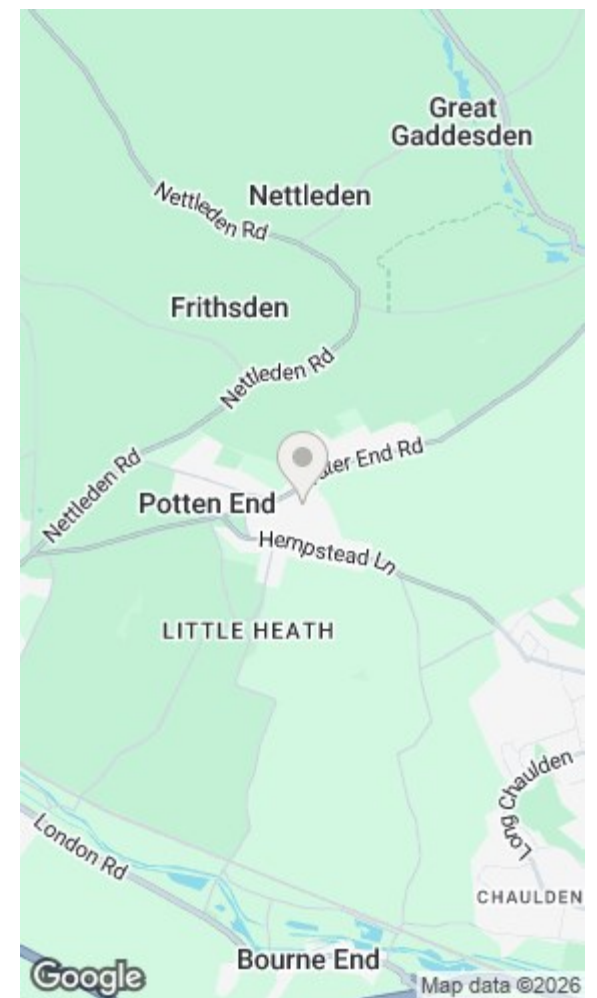 Great
Gaddesden
Nettleden
Nettleden Rd
Frithsden
Nettleden Rd
Nettleden Rd
End Rd
Potten End
Hempstead Ln
LITTLE HEATH
Long Chaulden
London Rd
CHAULDEN
Bourne End
Google
Map data ©2026